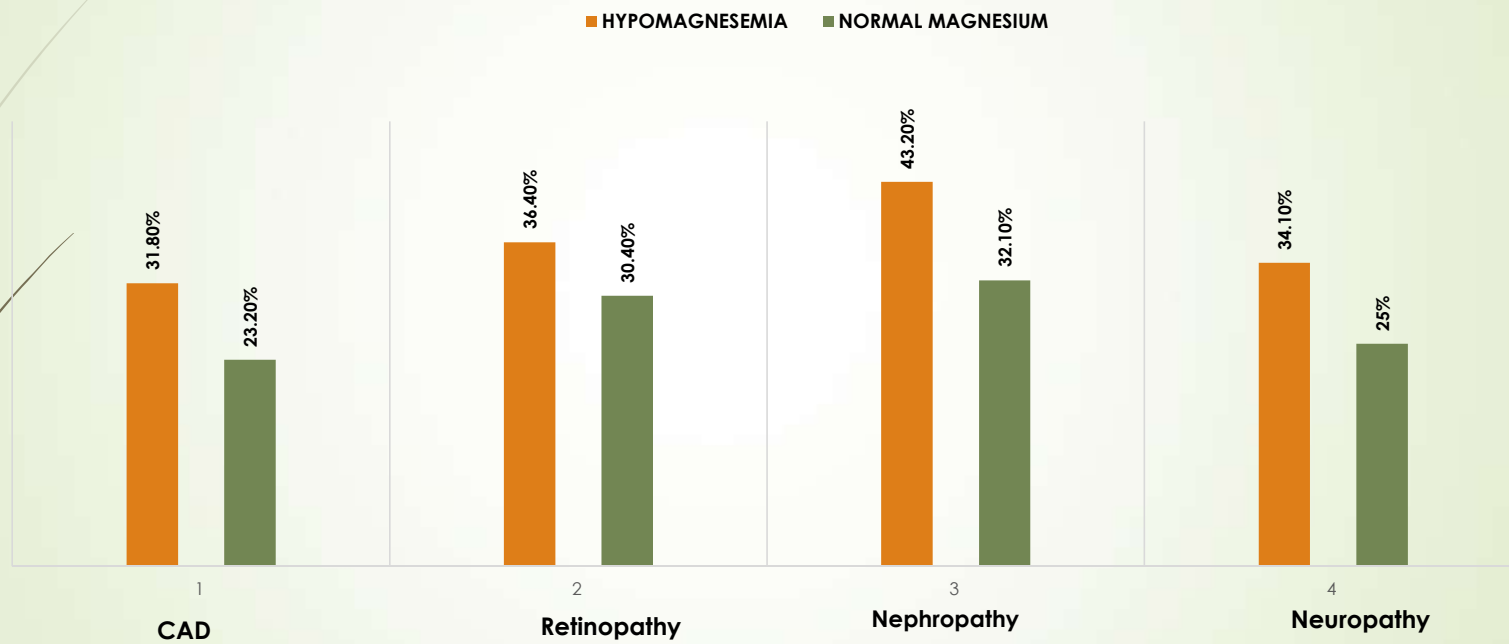 HYPOMAGNESEMIA NORMAL MAGNESIUM
31.80%
23.20%
36.40%
30.40%
43.20%
32.10%
34.10%
25%
1 2 3 4
CAD Retinopathy Nephropathy Neuropathy